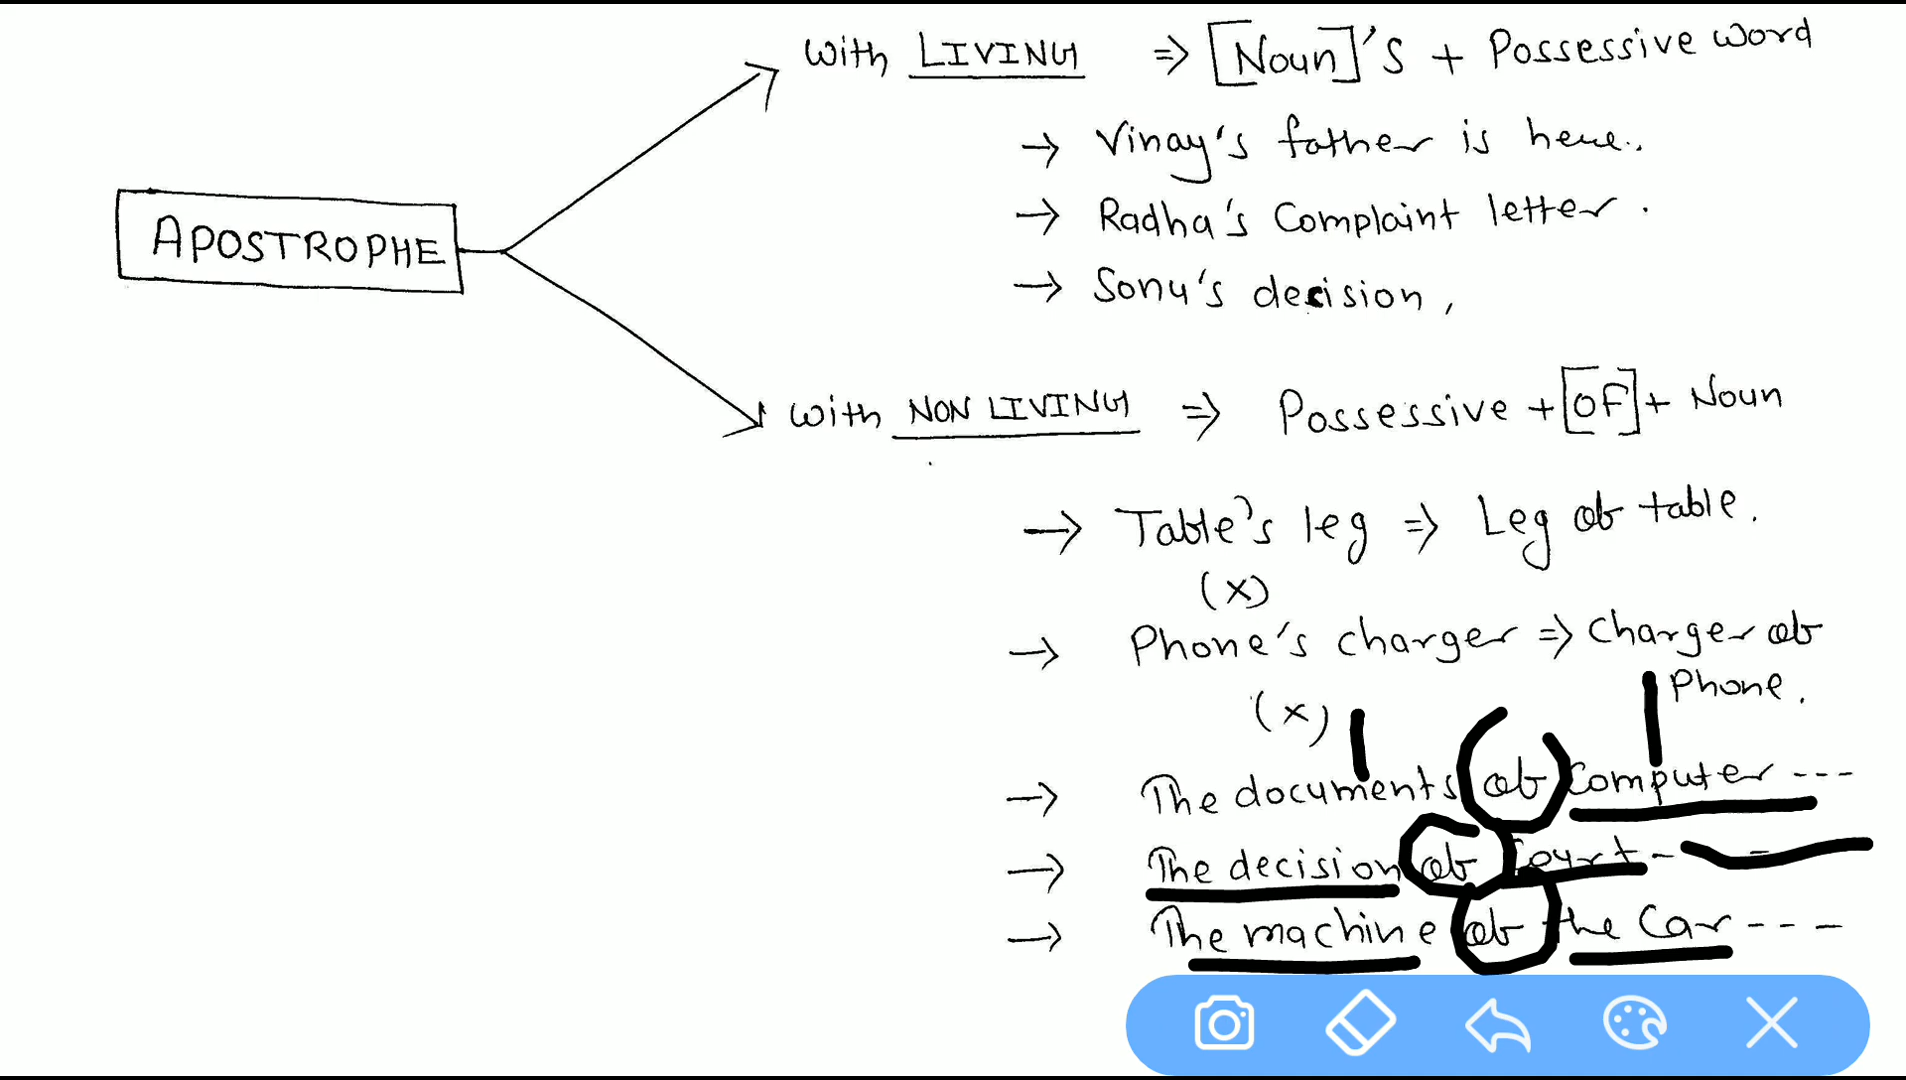 APOSTROPHE
With LIVING => [Noun]'s + Possessive word
→ Vinay's father is here.
→ Radha's Complaint letter.
→ Sonu's decision,
With NON LIVING => Possessive + [OF] + Noun
→ Table's leg => Leg of table.
(x)
→ Phone's charger => Charger of
Phone.
(x)
→ The documents of Computer ---
→ The decision of Court - -
→ The machine of the Car ---